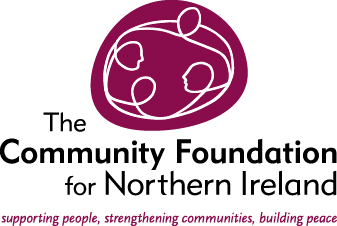 The
Community Foundation
for Northern Ireland
supporting people, strengthening communities, building peace